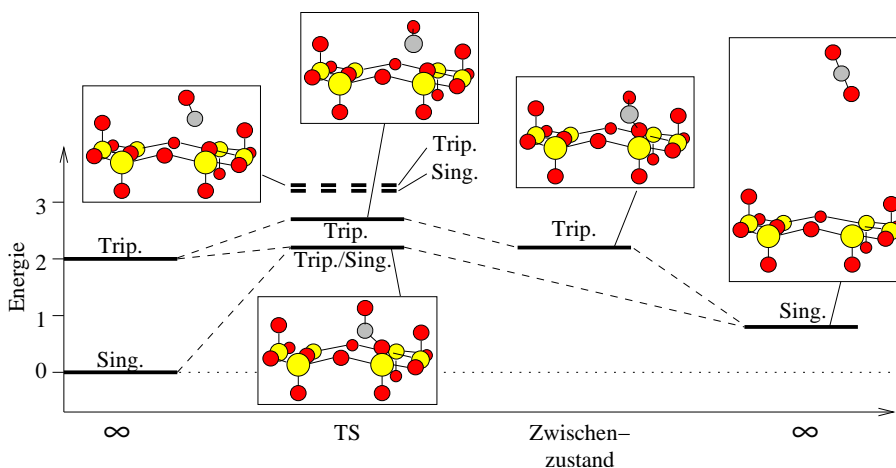 Trip.
Sing.
3
Trip.
Trip.
Trip.
2
Trip./Sing.
Energie
1
Sing.
Sing.
0
∞
TS
Zwischen–
zustand
∞